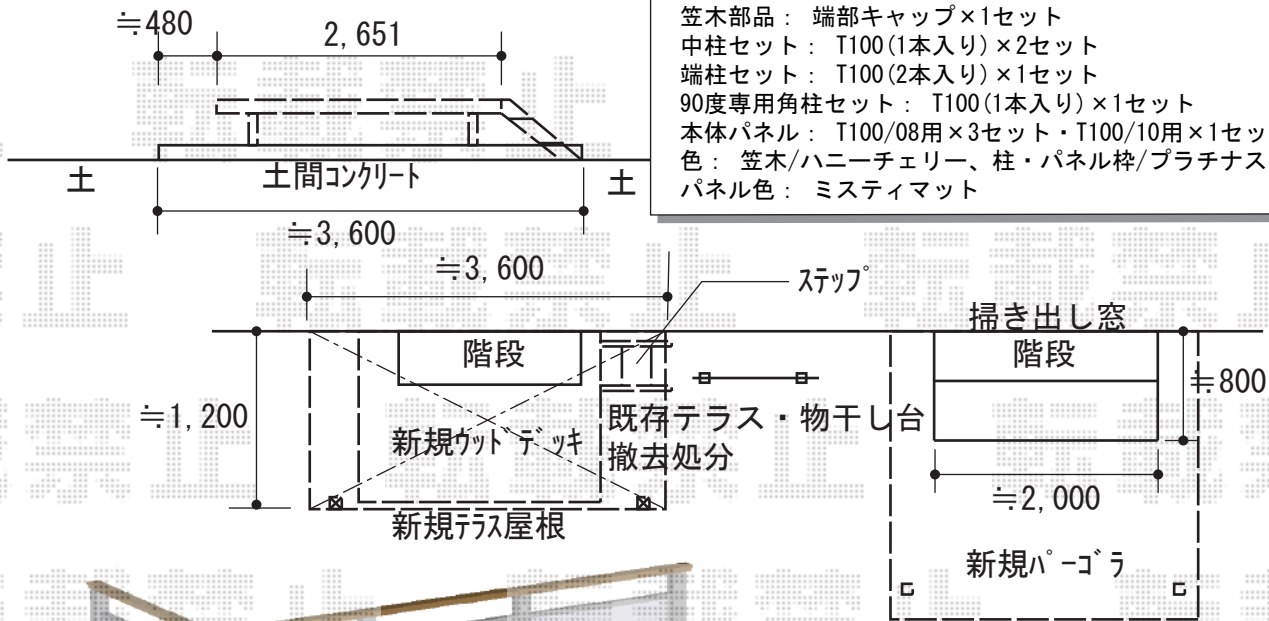 ≒480
2,651
土
土間コンクリート
土
≒3,600
笠木部品： 端部キャップ×1セット
中柱セット： T100(1本入り)×2セット
端柱セット： T100(2本入り)×1セット
90度専用角柱セット： T100(1本入り)×1セット
本体パネル： T100/08用×3セット・T100/10用×1セッ
色： 笠木/ハニーチェリー、柱・パネル枠/プラチナス
パネル色： ミスティマット
≒3,600
ステップ
掃き出し窓
階段
階段
≒800
≒1,200
新規ウッドデッキ
既存テラス・物干し台
撤去処分
≒2,000
新規テラス屋根
新規パーゴラ
転載禁止